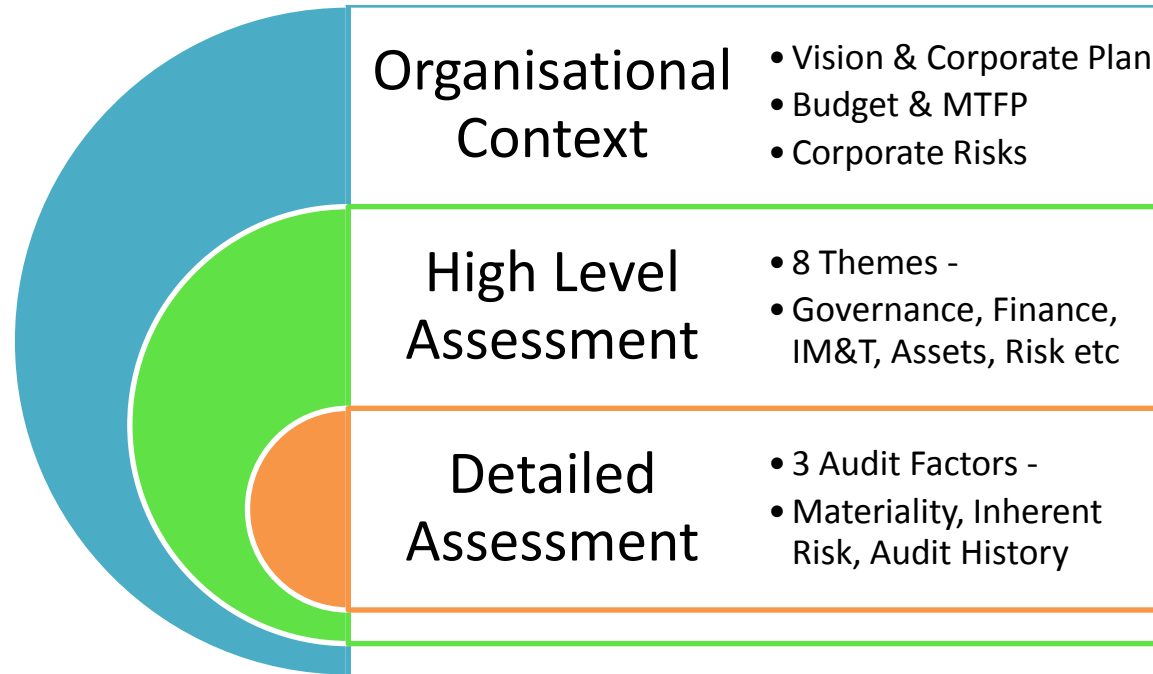 Organisational
Context
• Vision & Corporate Plan
• Budget & MTFP
• Corporate Risks
High Level
Assessment
• 8 Themes -
• Governance, Finance,
IM&T, Assets, Risk etc
Detailed
Assessment
• 3 Audit Factors -
• Materiality, Inherent
Risk, Audit History